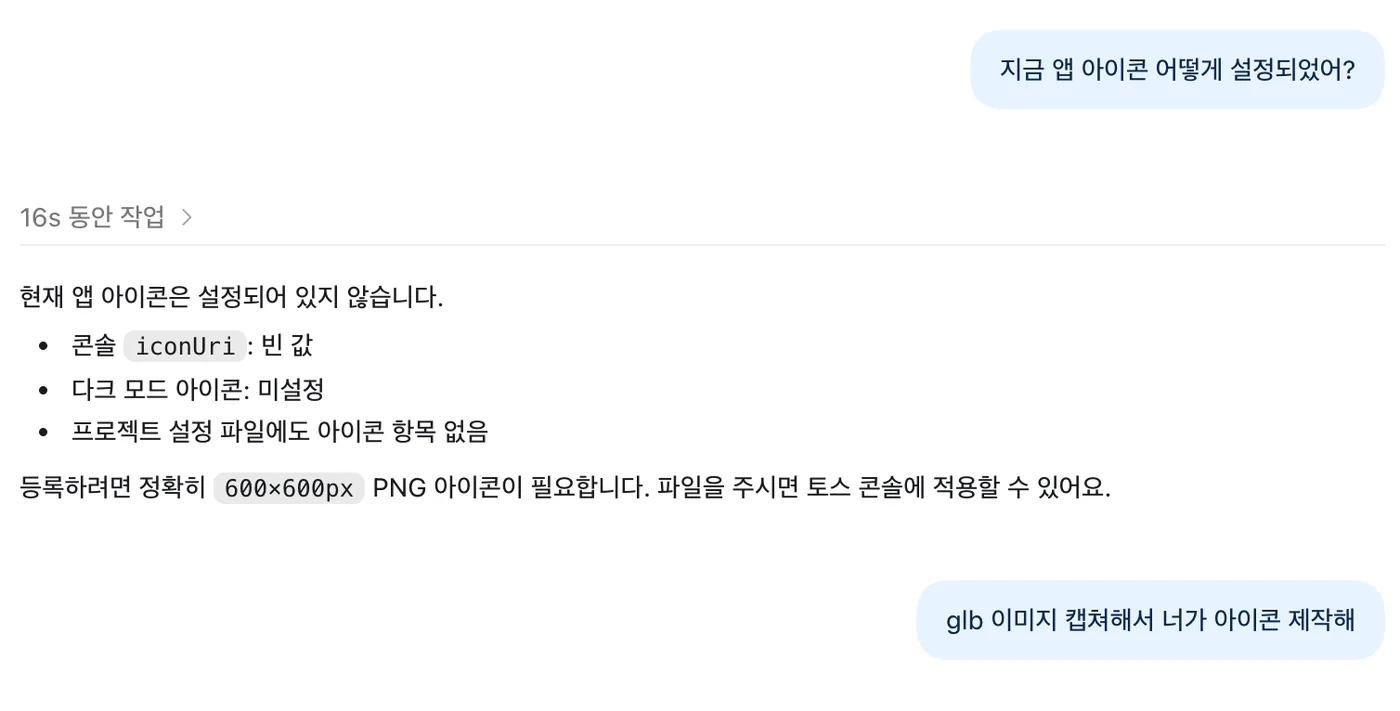 지금 앱 아이콘 어떻게 설정되었어?
16s 동안 작업 >
현재 앱 아이콘은 설정되어 있지 않습니다.
• 콘솔 iconUri: 빈 값
• 다크 모드 아이콘: 미설정
• 프로젝트 설정 파일에도 아이콘 항목 없음
등록하려면 정확히 600×600px PNG 아이콘이 필요합니다. 파일을 주시면 토스 콘솔에 적용할 수 있어요.
glb 이미지 캡쳐해서 너가 아이콘 제작해